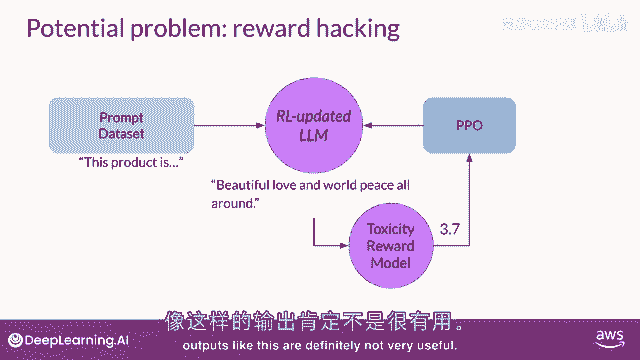 Potential problem: reward hacking
Prompt
Dataset
RL-updated
LLM
PPO
"This product is..."
"Beautiful love and world peace all
around."
Toxicity
Reward
Model
3.7
像这样的输出肯定不是很有用。
outputs like this are definitely not very useful.
DeepLearning.AI
aws